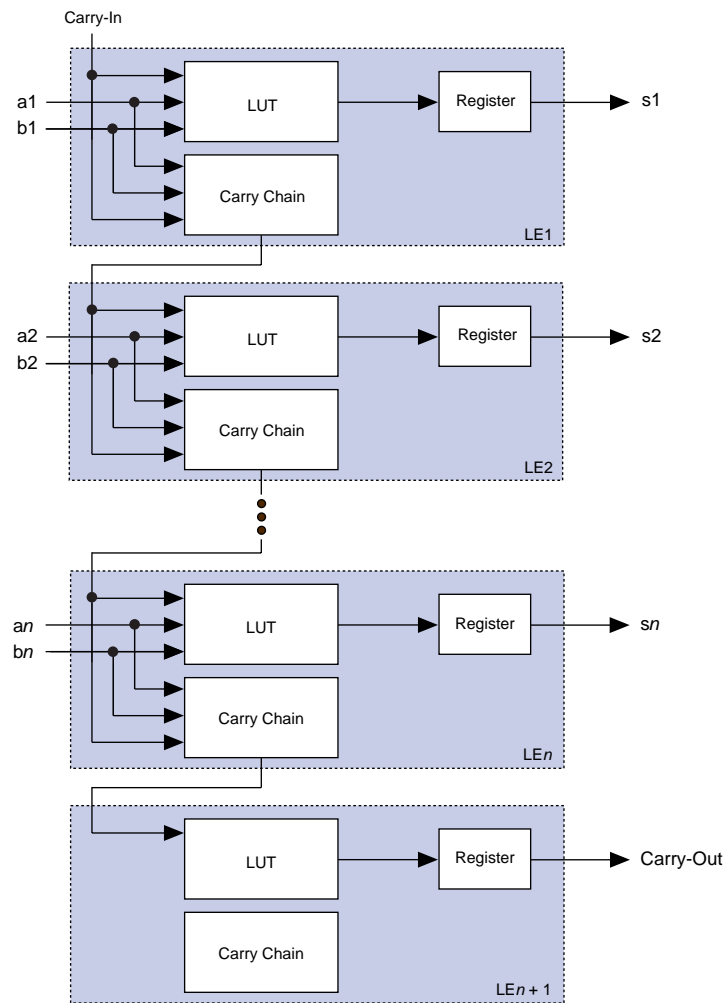 Carry-In
a1
b1
LUT
Register
s1
Carry Chain
LE1
a2
b2
LUT
Register
s2
Carry Chain
LE2
an
bn
LUT
Register
sn
Carry Chain
LEn
LUT
Register
Carry-Out
Carry Chain
LEn + 1